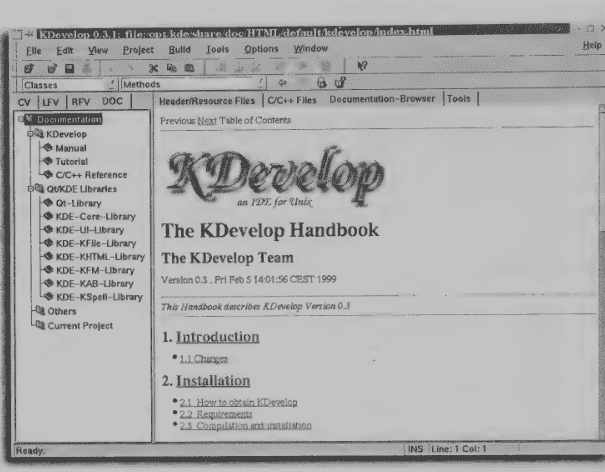 KDevelop 0.3.1: file:opt/kde/share/doc/HTML/default/kdevelop/index.html
File Edit View Project Build Tools Options Window Help
Classes Methods
CV LFV RFV DOC
Header/Resource Files C/C++ Files Documentation-Browser Tools
Documentation
KDevelop
Manual
Tutorial
C/C++ Reference
Qt/KDE Libraries
Qt-Library
KDE-Core-Library
KDE-UI-Library
KDE-KFile-Library
KDE-KHTML-Library
KDE-KFM-Library
KDE-KAB-Library
KDE-KSpell-Library
Others
Current Project
Previous Next Table of Contents
KDevelop
an IDE for Unix
The KDevelop Handbook
The KDevelop Team
Version 0.3 , Fri Feb 5 14:01:56 CEST 1999
This Handbook describes KDevelop Version 0.3
1. Introduction
1.1 Changes
2. Installation
2.1 How to obtain KDevelop
2.2 Requirements
2.3 Compilation and installation
Ready. INS Line: 1 Col: 1